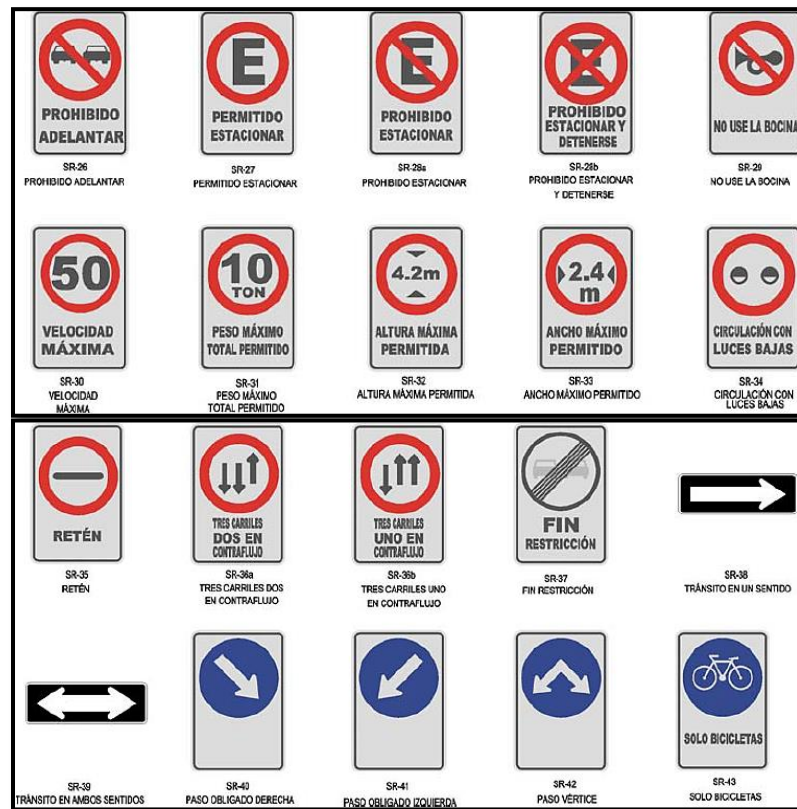 PROHIBIDO
ADELANTAR
SR-26
PROHIBIDO ADELANTAR
E
PERMITIDO
ESTACIONAR
SR-27
PERMITIDO ESTACIONAR
E
PROHIBIDO
ESTACIONAR
SR-28a
PROHIBIDO ESTACIONAR
E
PROHIBIDO
ESTACIONAR Y
DETENERSE
SR-28b
PROHIBIDO ESTACIONAR
Y DETENERSE
NO USE LA BOCINA
SR-29
NO USE LA BOCINA
50
VELOCIDAD
MÁXIMA
SR-30
VELOCIDAD
MÁXIMA
10
TON
PESO MÁXIMO
TOTAL PERMITIDO
SR-31
PESO MÁXIMO
TOTAL PERMITIDO
4.2m
ALTURA MÁXIMA
PERMITIDA
SR-32
ALTURA MÁXIMA PERMITIDA
2.4
m
ANCHO MÁXIMO
PERMITIDO
SR-33
ANCHO MÁXIMO PERMITIDO
CIRCULACIÓN CON
LUCES BAJAS
SR-34
CIRCULACIÓN CON
LUCES BAJAS
RETÉN
SR-35
RETÉN
TRES CARRILES
DOS EN
CONTRAFLUJO
SR-36a
TRES CARRILES DOS
EN CONTRAFLUJO
TRES CARRILES
UNO EN
CONTRAFLUJO
SR-36b
TRES CARRILES UNO
EN CONTRAFLUJO
FIN
RESTRICCIÓN
SR-37
FIN RESTRICCIÓN
SR-38
TRÁNSITO EN UN SENTIDO
SR-39
TRÁNSITO EN AMBOS SENTIDOS
SR-40
PASO OBLIGADO DERECHA
SR-41
PASO OBLIGADO IZQUIERDA
SR-42
PASO VÉRTICE
SOLO BICICLETAS
SR-43
SOLO BICICLETAS